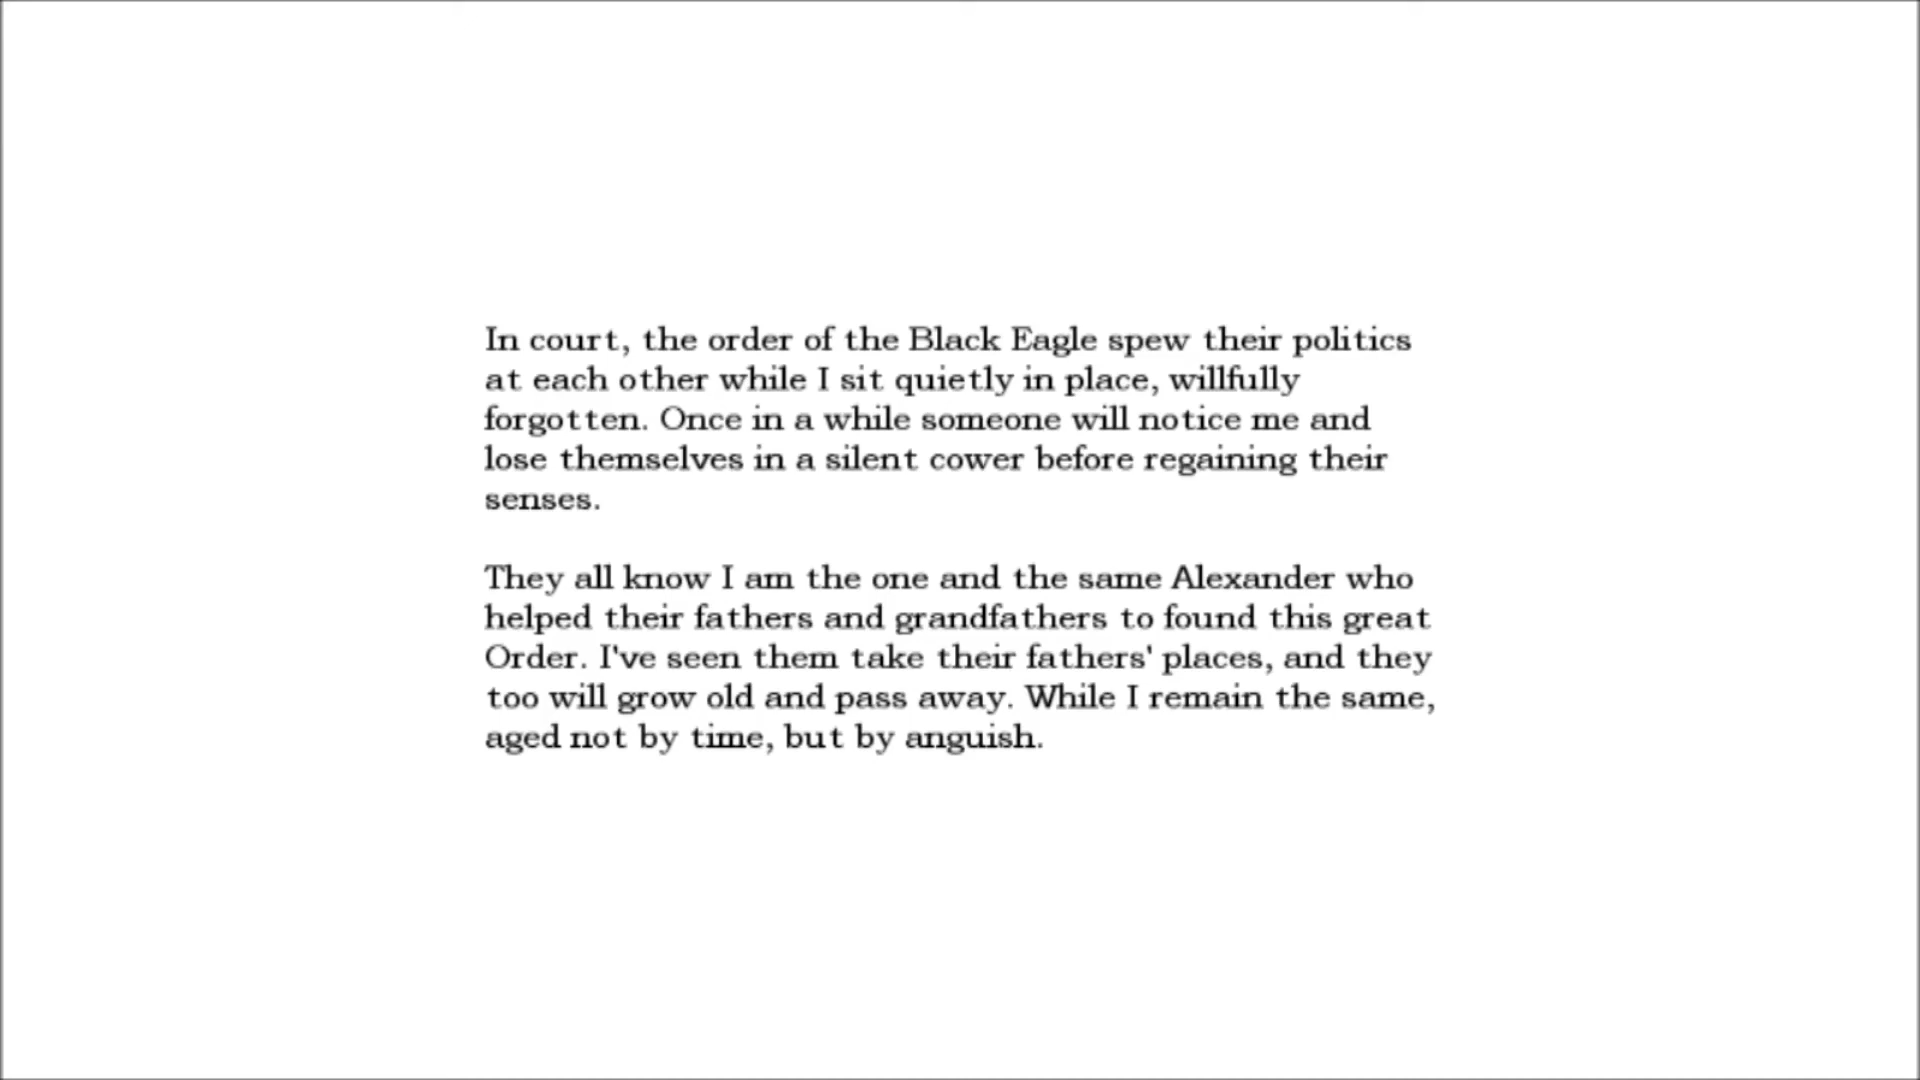 In court, the order of the Black Eagle spew their politics
at each other while I sit quietly in place, willfully
forgotten. Once in a while someone will notice me and
lose themselves in a silent cower before regaining their
senses.
They all know I am the one and the same Alexander who
helped their fathers and grandfathers to found this great
Order. I've seen them take their fathers' places, and they
too will grow old and pass away. While I remain the same,
aged not by time, but by anguish.